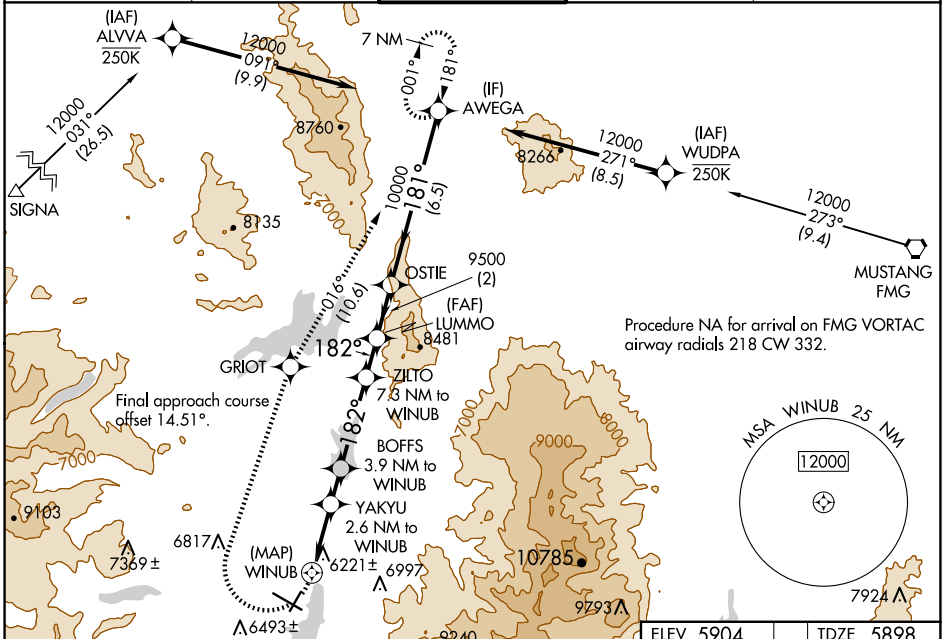 (IAF)
ALVVA
250K
12000
091°
(9.9)
7 NM
001°
181°
(IF)
AWEGA
12000
031°
(26.5)
SIGNA
8760
7000
8266
12000
271°
(8.5)
(IAF)
WUDPA
250K
12000
273°
(9.4)
MUSTANG
FMG
8135
10000
181°
(6.5)
016°
(10.6)
OSTIE
9500
(2)
(FAF)
LUMMO
8481
Procedure NA for arrival on FMG VORTAC
airway radials 218 CW 332.
GRIOT
182°
ZILTO
7.3 NM to
WINUB
Final approach course
offset 14.51°.
182°
BOFFS
3.9 NM to
WINUB
YAKYU
2.6 NM to
WINUB
7000
9000
8000
MSA WINUB 25 NM
12000
7000
9103
7369±
6817
(MAP)
WINUB
6221±
6997
6493±
10785
9793
7924
9240
ELEV 5904
TDZE 5898